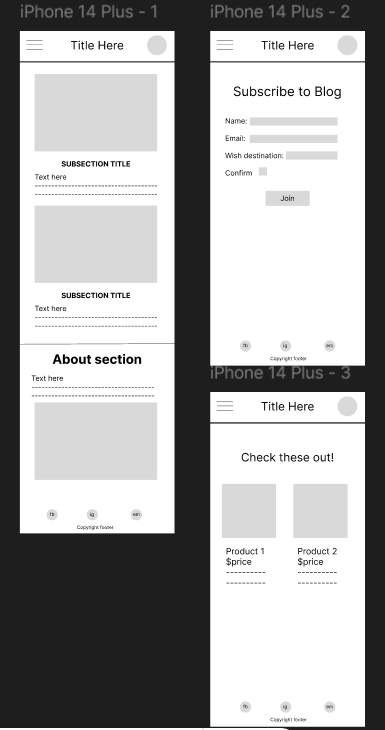 iPhone 14 Plus - 1
Title Here
SUBSECTION TITLE
Text here
SUBSECTION TITLE
Text here
About section
Text here
fb
ig
em
Copyright footer
iPhone 14 Plus - 2
Title Here
Subscribe to Blog
Name:
Email:
Wish destination:
Confirm
Join
fb
ig
em
Copyright footer
iPhone 14 Plus - 3
Title Here
Check these out!
Product 1
$price
Product 2
$price
fb
ig
em
Copyright footer